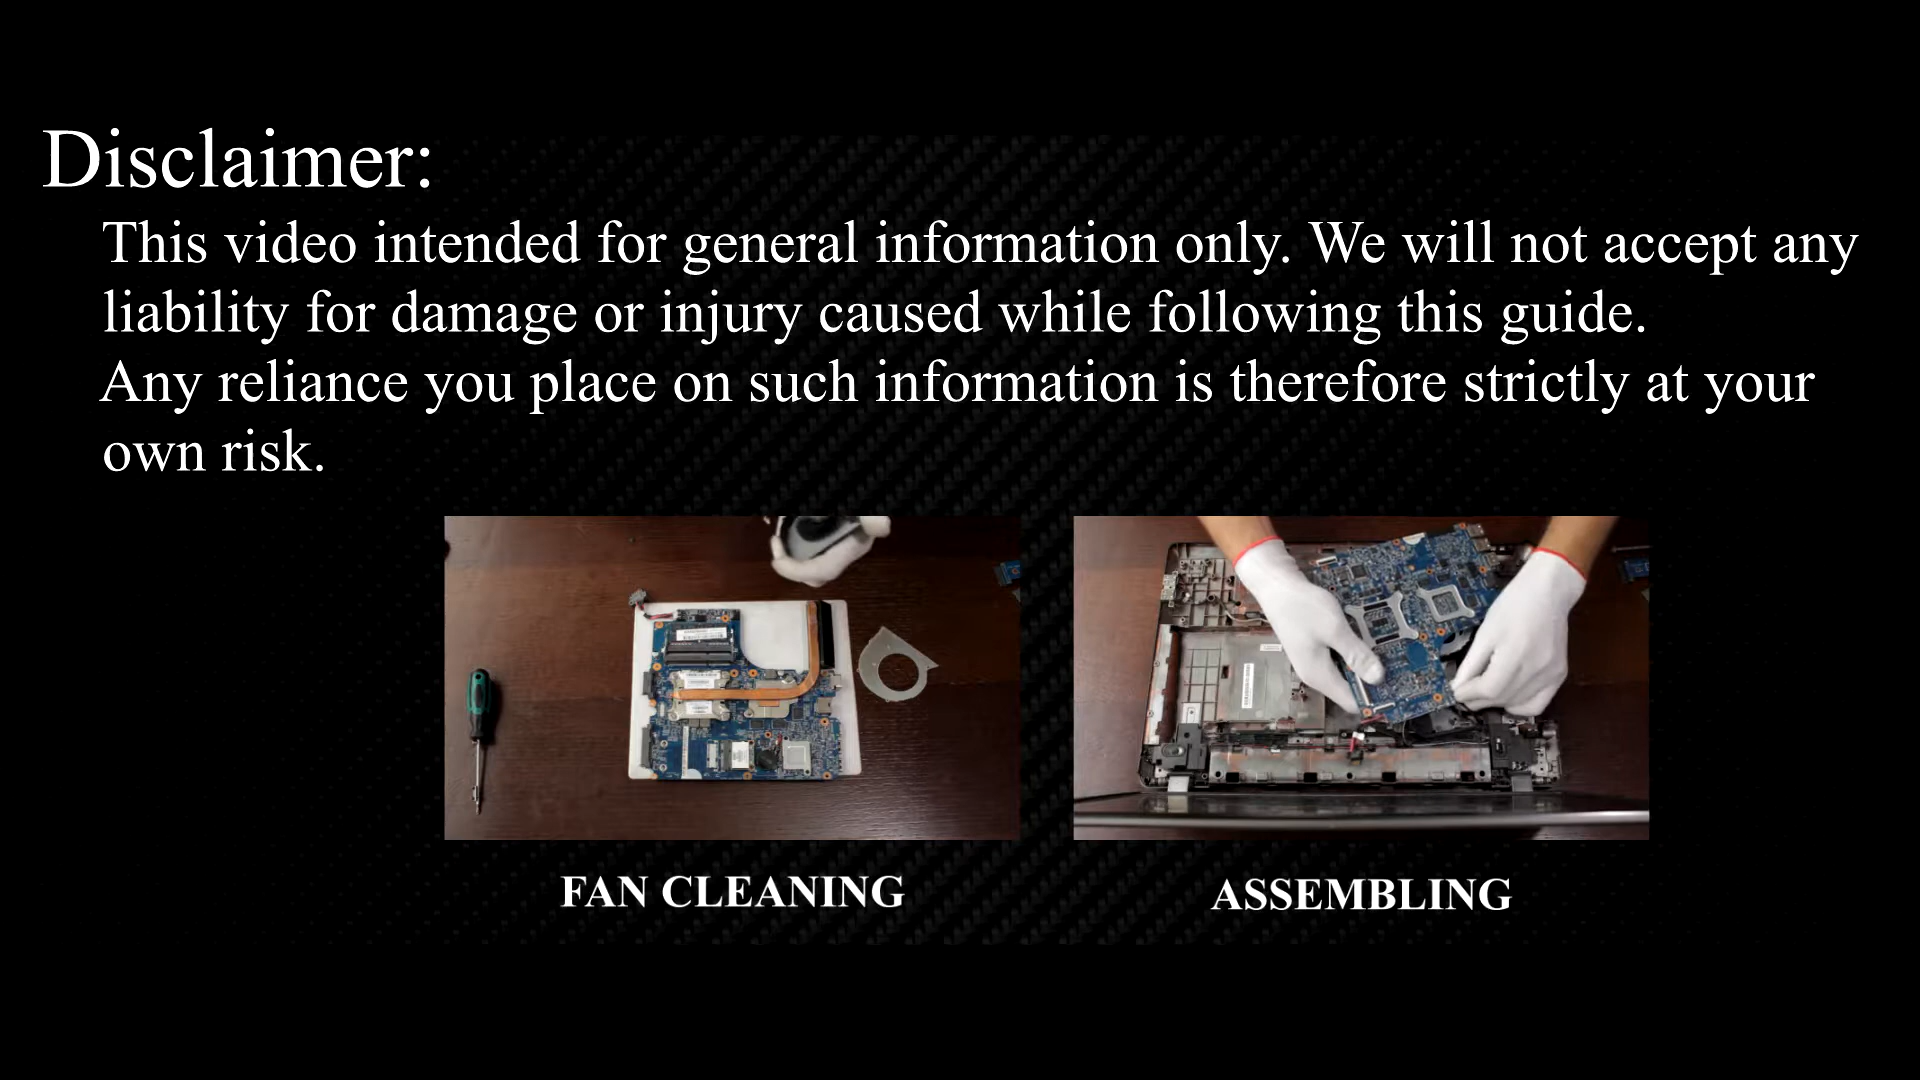 Disclaimer:
This video intended for general information only. We will not accept any
liability for damage or injury caused while following this guide.
Any reliance you place on such information is therefore strictly at your
own risk.
FAN CLEANING
ASSEMBLING